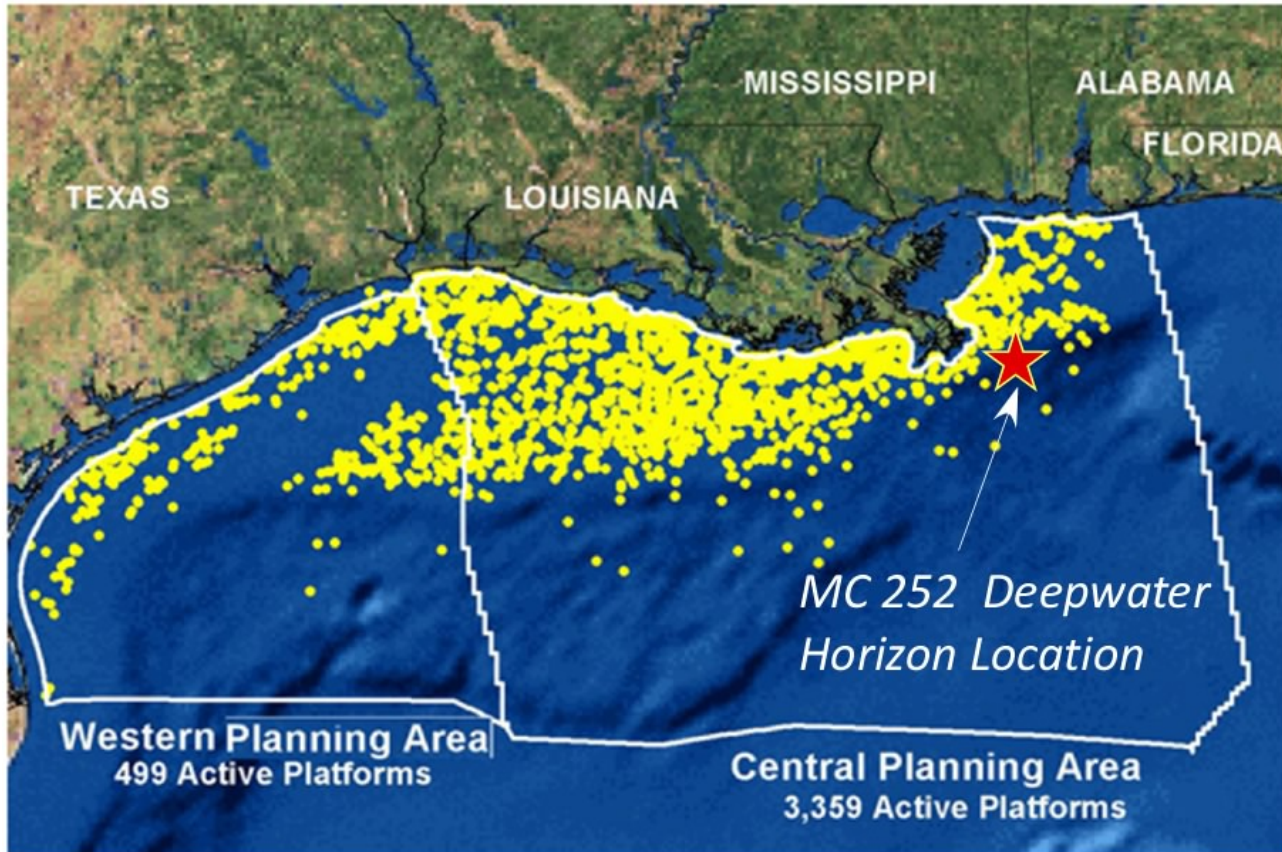 MISSISSIPPI
ALABAMA
FLORIDA
TEXAS
LOUISIANA
MC 252 Deepwater
Horizon Location
Western Planning Area
499 Active Platforms
Central Planning Area
3,359 Active Platforms